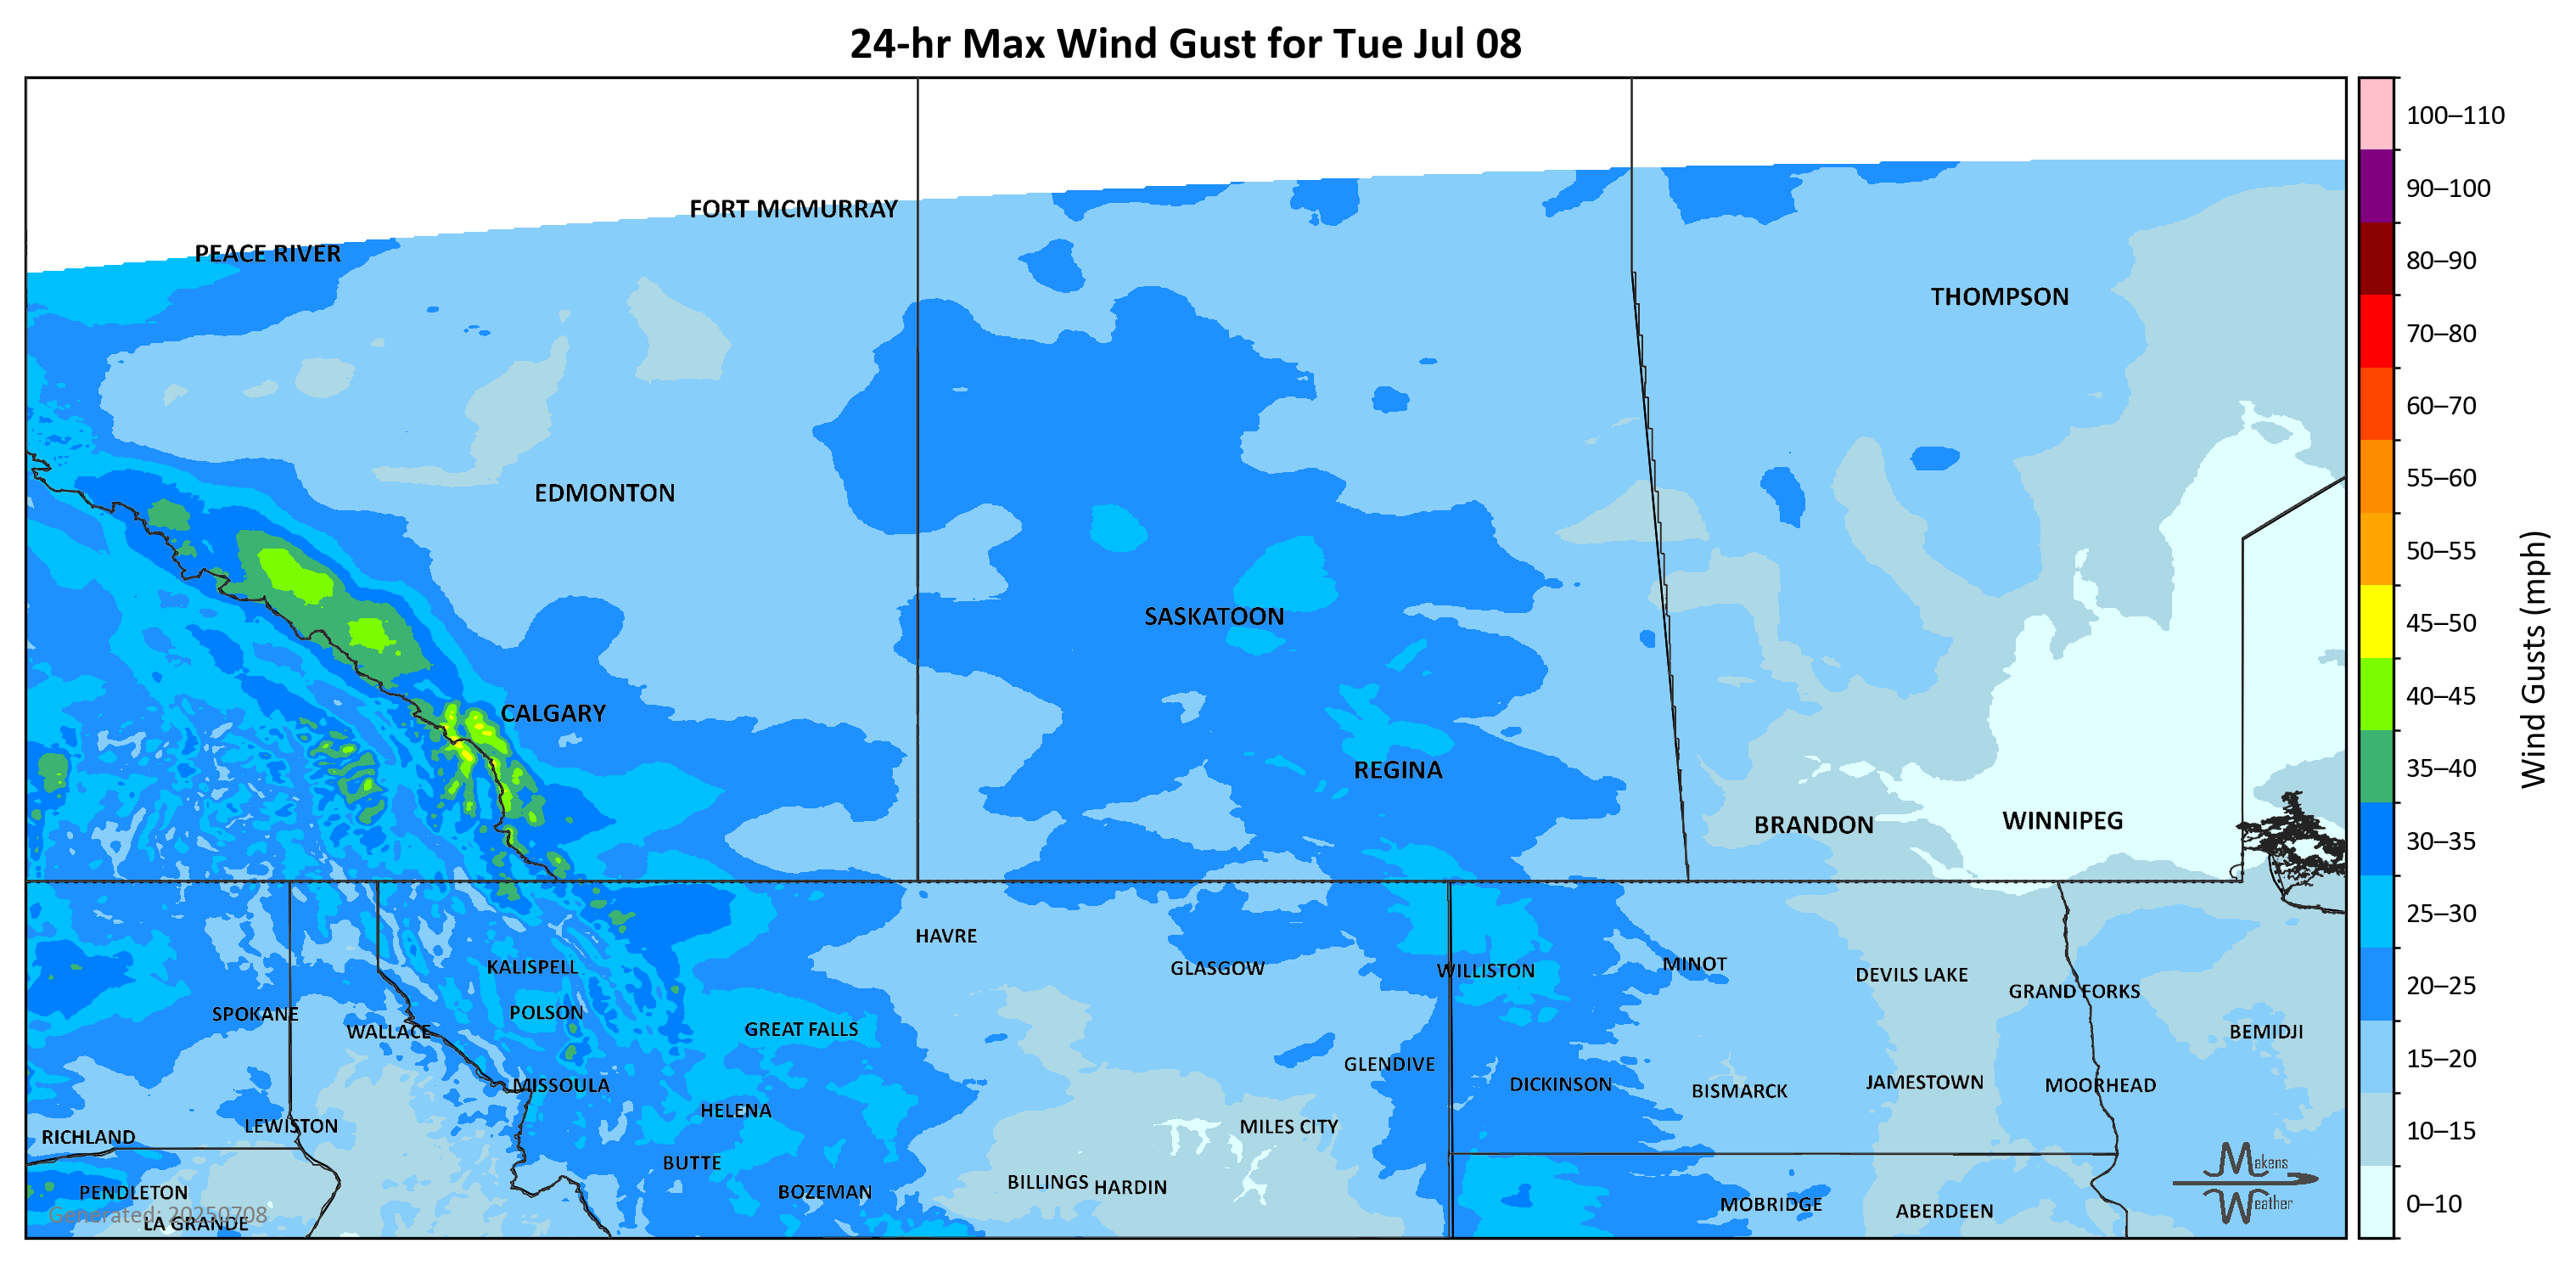 24-hr Max Wind Gust for Tue Jul 08
100–110
90–100
80–90
70–80
60–70
55–60
50–55
45–50
40–45
35–40
30–35
25–30
20–25
15–20
10–15
0–10
Wind Gusts (mph)
FORT MCMURRAY
PEACE RIVER
THOMPSON
EDMONTON
SASKATOON
CALGARY
REGINA
BRANDON
WINNIPEG
HAVRE
KALISPELL
GLASGOW
WILLISTON
MINOT
DEVILS LAKE
GRAND FORKS
SPOKANE
POLSON
WALLACE
GREAT FALLS
BEMIDJI
GLENDIVE
MISSOULA
DICKINSON
BISMARCK
JAMESTOWN
MOORHEAD
HELENA
LEWISTON
MILES CITY
RICHLAND
BUTTE
BILLINGS
HARDIN
PENDLETON
BOZEMAN
MOBRIDGE
ABERDEEN
LA GRANDE
Generated: 20250708
Makens
Weather